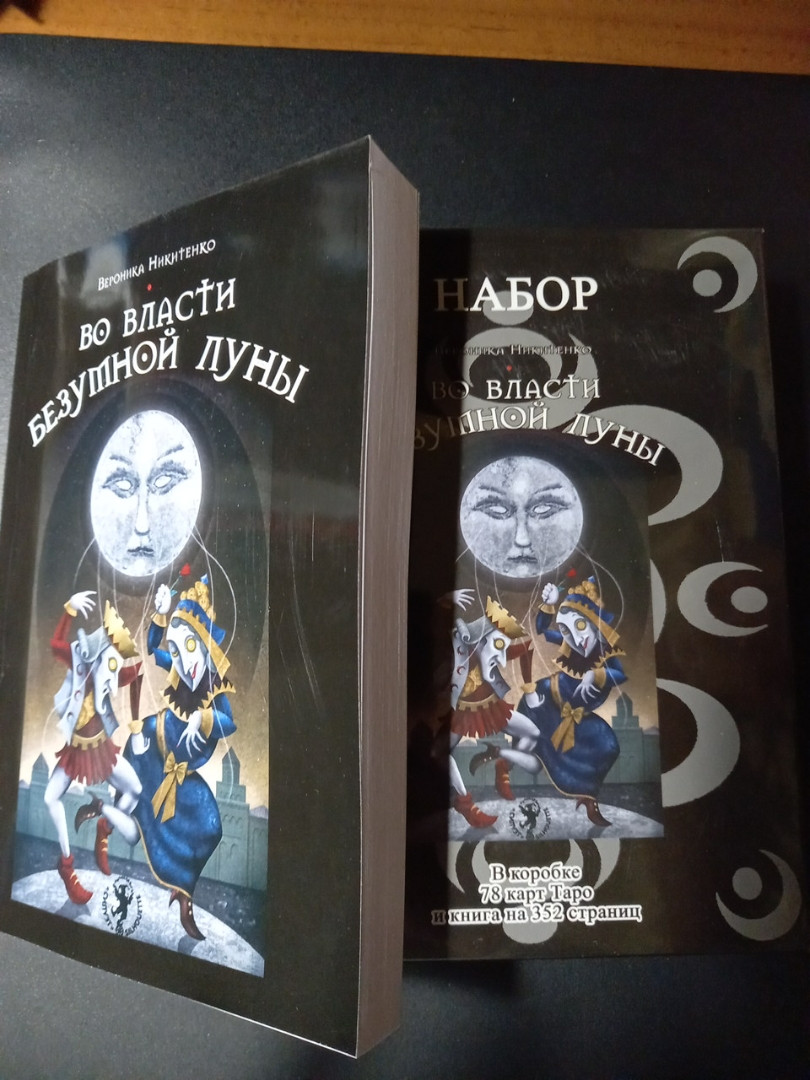 Вероника Никитенко
ВО ВЛАСТИ
БЕЗУМНОЙ ЛУНЫ
НАБОР
Вероника Никитенко
ВО ВЛАСТИ
БЕЗУМНОЙ ЛУНЫ
В коробке
78 карт Таро
и книга на 352 страниц